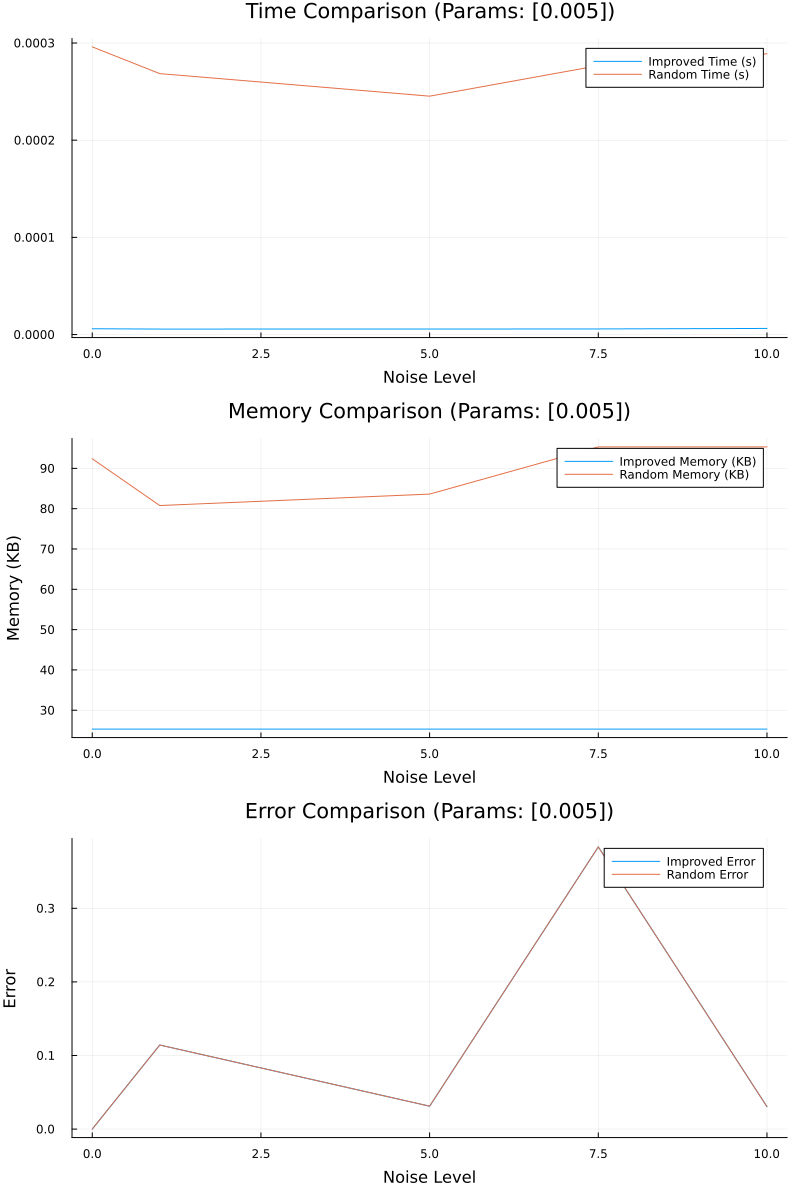 Time Comparison (Params: [0.005])
Improved Time (s)
Random Time (s)
0.0003
0.0002
0.0001
0.0000
0.0 2.5 5.0 7.5 10.0
Noise Level
Memory Comparison (Params: [0.005])
Improved Memory (KB)
Random Memory (KB)
Memory (KB)
90
80
70
60
50
40
30
0.0 2.5 5.0 7.5 10.0
Noise Level
Error Comparison (Params: [0.005])
Improved Error
Random Error
Error
0.3
0.2
0.1
0.0
0.0 2.5 5.0 7.5 10.0
Noise Level